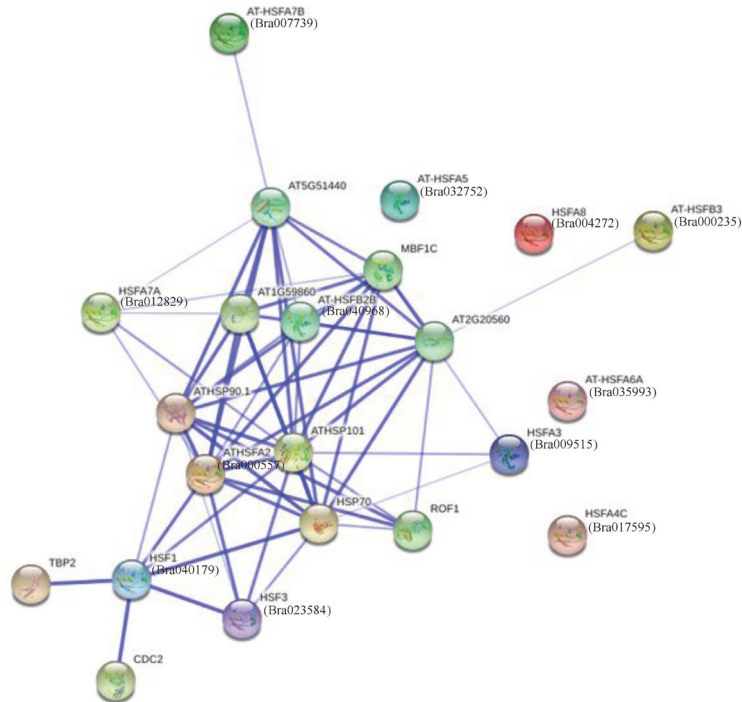 AT-HSFA7B
(Bra007739)
AT5G51440
AT-HSFA5
(Bra032752)
HSFA8
(Bra004272)
AT-HSFB3
(Bra000235)
MBF1C
HSFA7A
(Bra012829)
AT1G59860
AT-HSFB2B
(Bra040968)
AT2G20560
ATHSP90.1
AT-HSFA6A
(Bra035993)
ATHSP101
HSFA3
(Bra009515)
ATHSFA2
(Bra000557)
HSP70
ROF1
HSFA4C
(Bra017595)
TBP2
HSF1
(Bra040179)
HSF3
(Bra023584)
CDC2